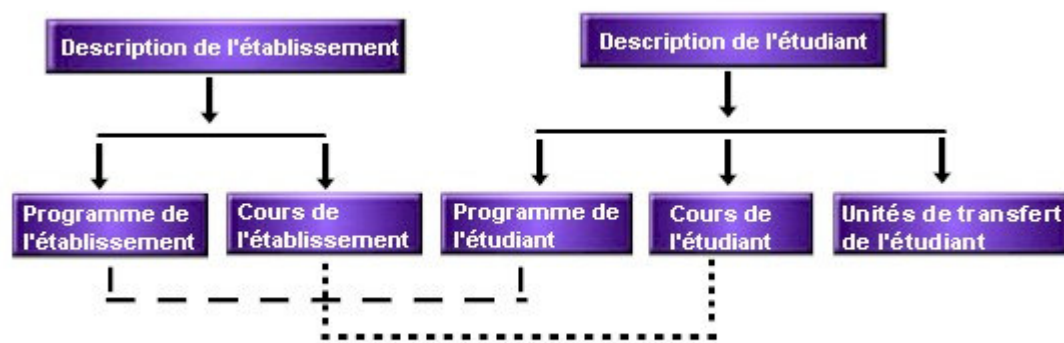 Description de l'établissement
Description de l'étudiant
Programme de
l'établissement
Cours de
l'établissement
Programme de
l'étudiant
Cours de
l'étudiant
Unités de transfert
de l'étudiant